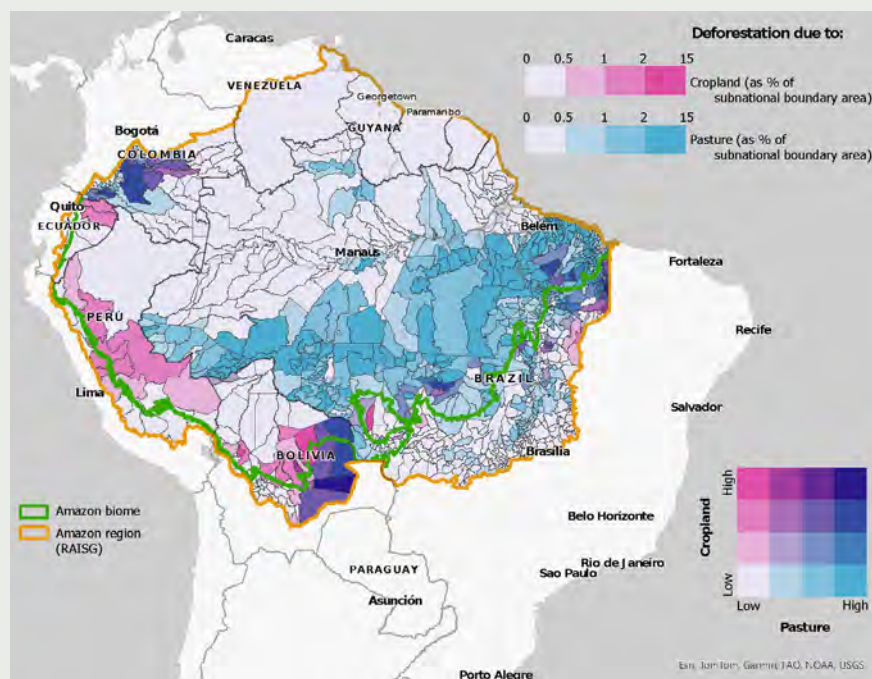 Caracas
Deforestation due to:
0 0.5 1 2 15
Cropland (as % of
subnational boundary area)
VENEZUELA
Georgetown
Paramaribo
0 0.5 1 2 15
Pasture (as % of
subnational boundary area)
Bogotá
GUYANA
COLOMBIA
Quito
ECUADOR
Belém
Manaus
Fortaleza
PERÚ
Recife
BRAZIL
Lima
Salvador
BOLIVIA
Brasília
Amazon biome
Amazon region
(RAISG)
High
Cropland
Low
Low High
Pasture
Belo Horizonte
PARAGUAY
Rio de Janeiro
Sao Paulo
Asunción
Porto Alegre
Esri, TomTom, Garmin, FAO, NOAA, USGS